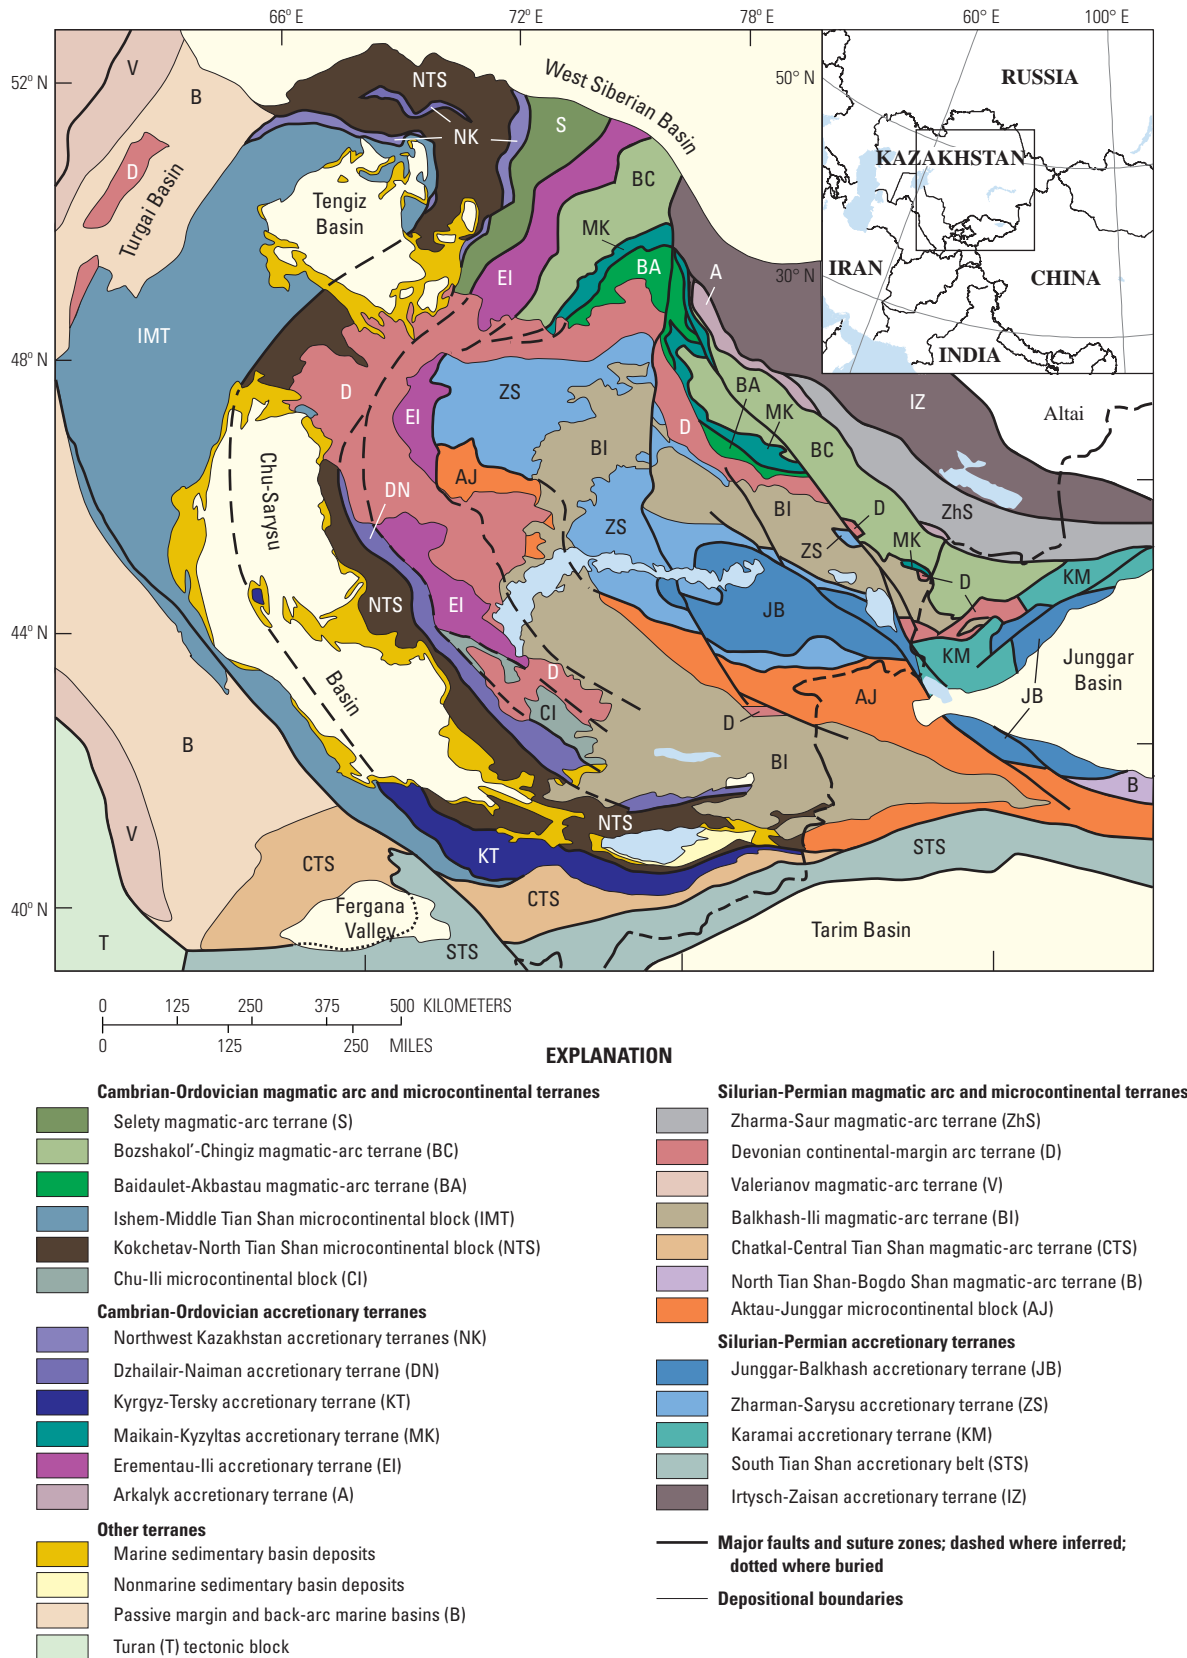 66° E
72° E
78° E
60° E
100° E
52° N
48° N
44° N
40° N
50° N
30° N
RUSSIA
KAZAKHSTAN
IRAN
CHINA
INDIA
V
B
NTS
West Siberian Basin
NK
S
D
Turgai Basin
Tengiz
Basin
BC
MK
BA
A
EI
IMT
D
EI
ZS
BA
MK
IZ
Altai
D
BI
BC
AJ
DN
BI
D
ZhS
ZS
ZS
MK
Chu-Sarysu
D
KM
NTS
EI
JB
KM
Junggar
Basin
D
Basin
CI
AJ
JB
D
B
BI
B
V
NTS
KT
STS
CTS
CTS
Fergana
Valley
Tarim Basin
T
STS
0 125 250 375 500 KILOMETERS
0 125 250 MILES
EXPLANATION
Cambrian-Ordovician magmatic arc and microcontinental terranes
Selety magmatic-arc terrane (S)
Bozshakol’-Chingiz magmatic-arc terrane (BC)
Baidaulet-Akbastau magmatic-arc terrane (BA)
Ishem-Middle Tian Shan microcontinental block (IMT)
Kokchetav-North Tian Shan microcontinental block (NTS)
Chu-Ili microcontinental block (CI)
Cambrian-Ordovician accretionary terranes
Northwest Kazakhstan accretionary terranes (NK)
Dzhailair-Naiman accretionary terrane (DN)
Kyrgyz-Tersky accretionary terrane (KT)
Maikain-Kyzyltas accretionary terrane (MK)
Erementau-Ili accretionary terrane (EI)
Arkalyk accretionary terrane (A)
Other terranes
Marine sedimentary basin deposits
Nonmarine sedimentary basin deposits
Passive margin and back-arc marine basins (B)
Turan (T) tectonic block
Silurian-Permian magmatic arc and microcontinental terranes
Zharma-Saur magmatic-arc terrane (ZhS)
Devonian continental-margin arc terrane (D)
Valerianov magmatic-arc terrane (V)
Balkhash-Ili magmatic-arc terrane (BI)
Chatkal-Central Tian Shan magmatic-arc terrane (CTS)
North Tian Shan-Bogdo Shan magmatic-arc terrane (B)
Aktau-Junggar microcontinental block (AJ)
Silurian-Permian accretionary terranes
Junggar-Balkhash accretionary terrane (JB)
Zharman-Sarysu accretionary terrane (ZS)
Karamai accretionary terrane (KM)
South Tian Shan accretionary belt (STS)
Irtysch-Zaisan accretionary terrane (IZ)
Major faults and suture zones; dashed where inferred;
dotted where buried
Depositional boundaries